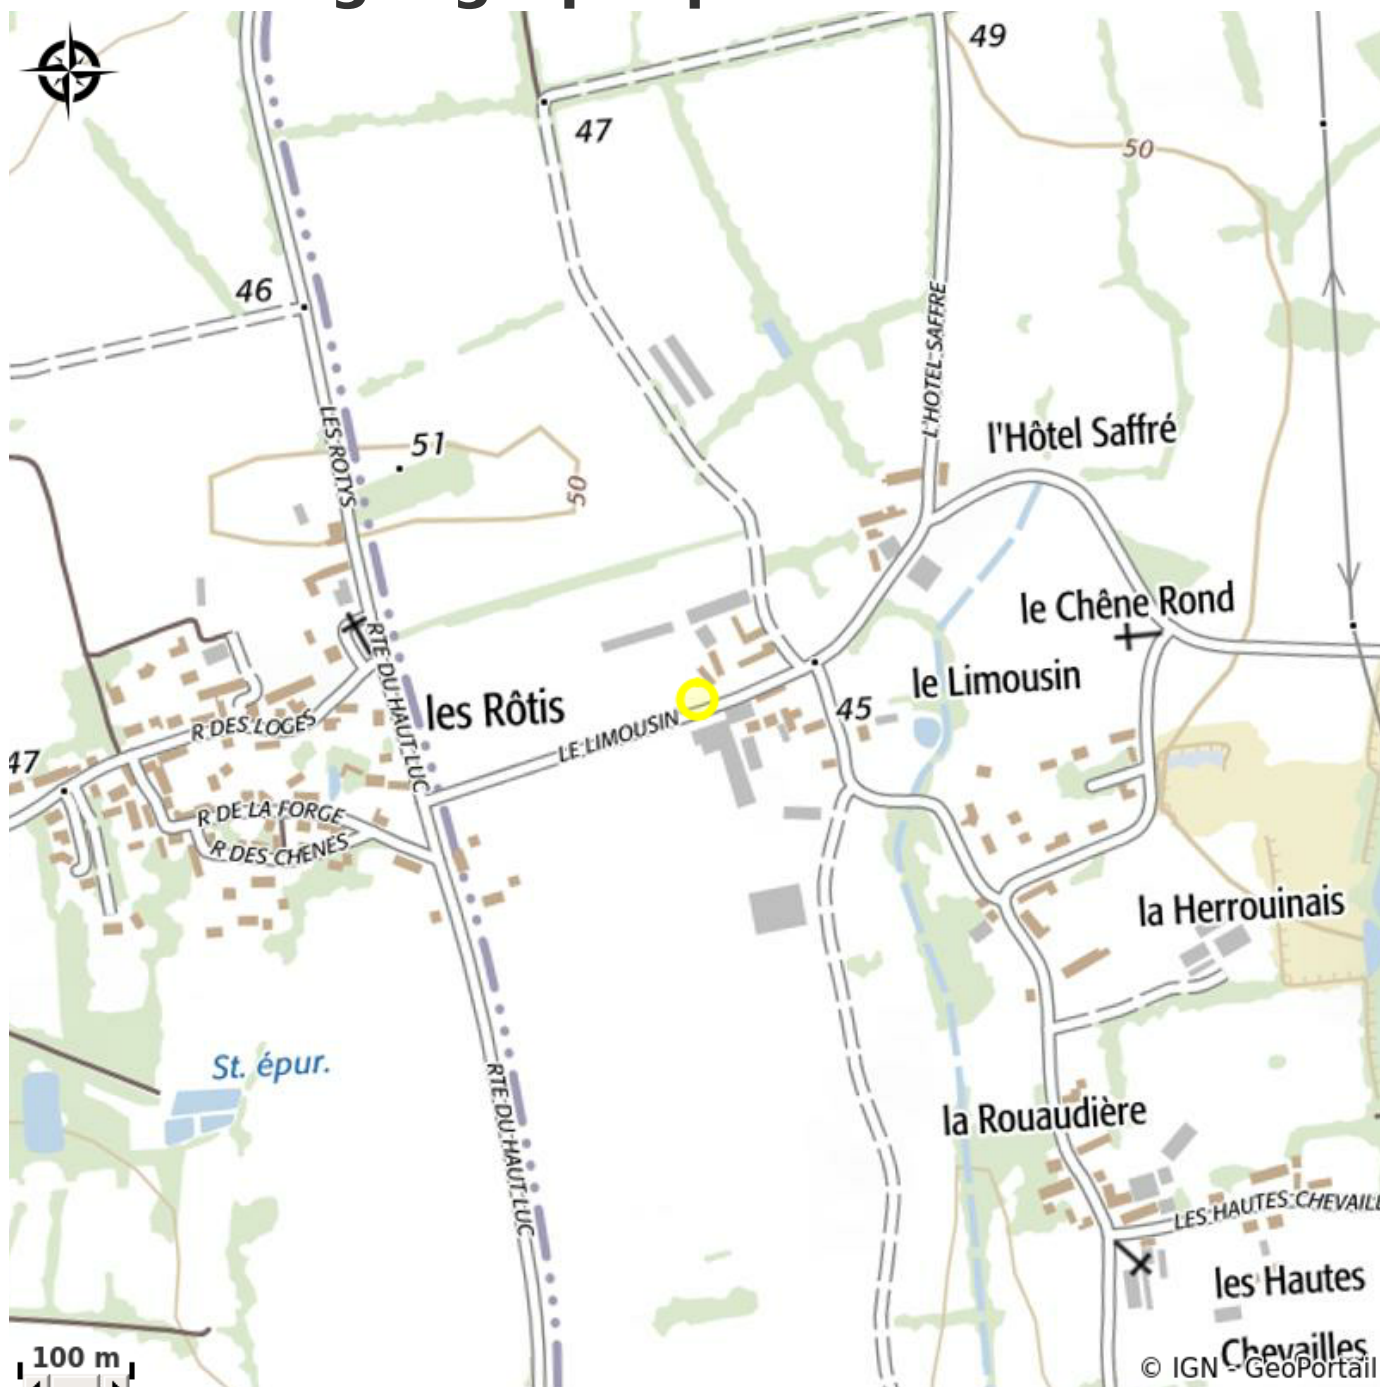 49
47
50
46
L'HOTEL SAFFRE
LES ROTYS
51
l'Hôtel Saffré
50
le Chêne Rond
RTE DU HAUT LUC
le Limousin
les Rôtis
45
R DES LOGES
LE LIMOUSIN
47
R DE LA FORGE
R DES CHENES
la Herrouinais
St. épur.
RTE DU HAUT LUC
la Rouaudière
LES HAUTES CHEVAILL
les Hautes
Chevailles
100 m
© IGN - GeoPortail